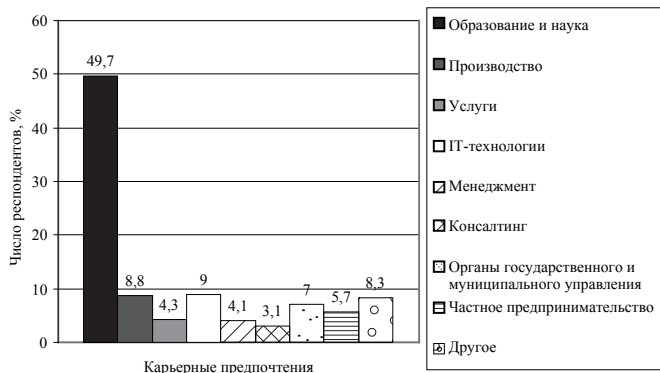 60
50
40
30
20
10
0
Число респондентов, %
49,7
8,8
4,3
9
4,1
3,1
7
5,7
8,3
Карьерные предпочтения
Образование и наука
Производство
Услуги
IT-технологии
Менеджмент
Консалтинг
Органы государственного и
муниципального управления
Частное предпринимательство
Другое